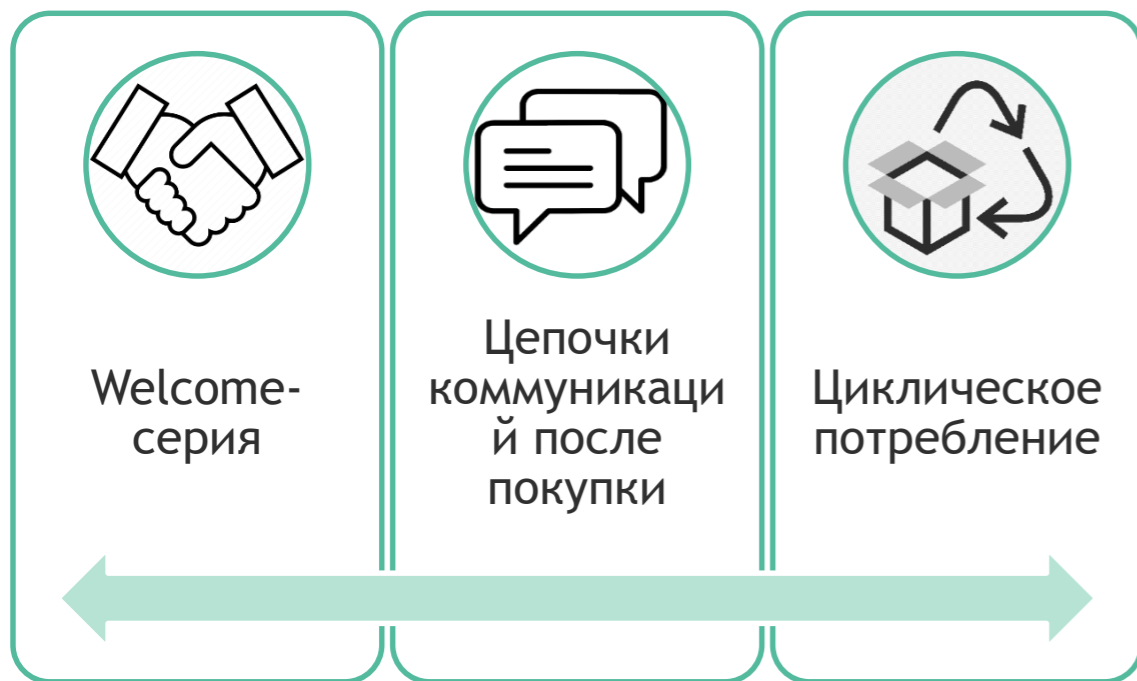 Welcome-
серия
Цепочки
коммуникаци
й после
покупки
Циклическое
потребление